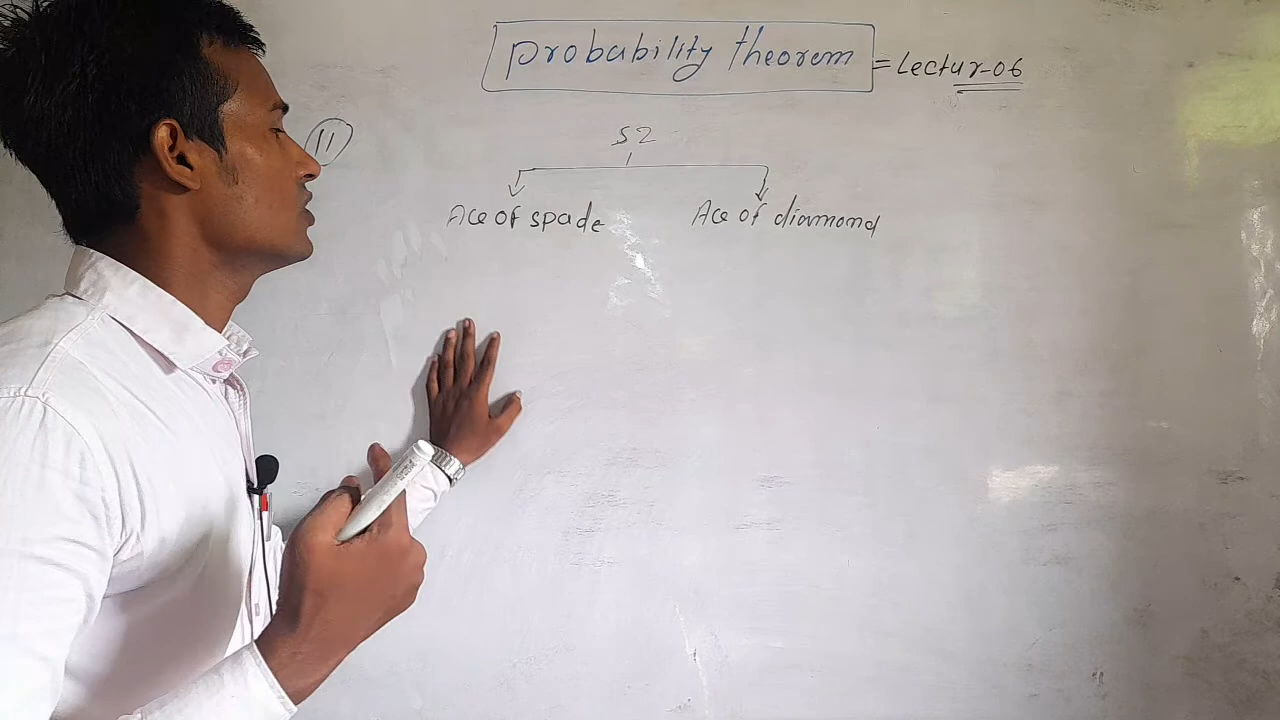 probability theorem = Lectur-06
11
52
Ace of spade
Ace of diamond